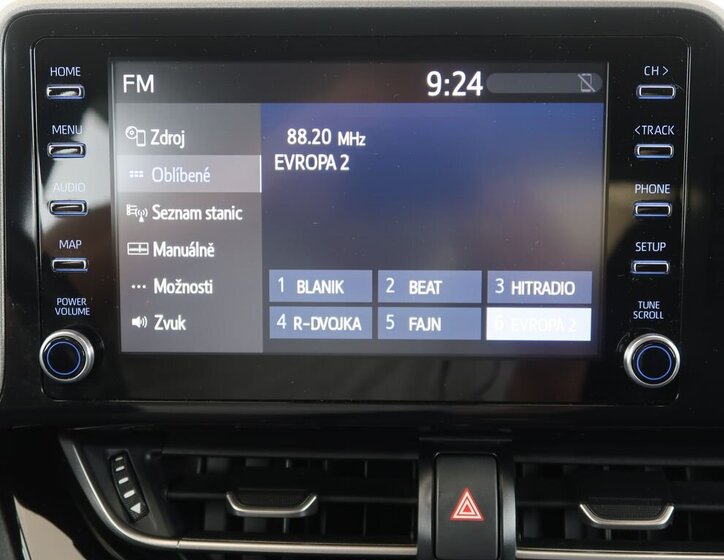 HOME
MENU
AUDIO
MAP
POWER
VOLUME
FM 9:24
Zdroj
Oblíbené
Seznam stanic
Manuálně
Možnosti
Zvuk
88.20 MHz
EVROPA 2
1 BLANIK 2 BEAT 3 HITRADIO
4 R-DVOJKA 5 FAJN 6 EVROPA 2
CH >
<TRACK
PHONE
SETUP
TUNE
SCROLL